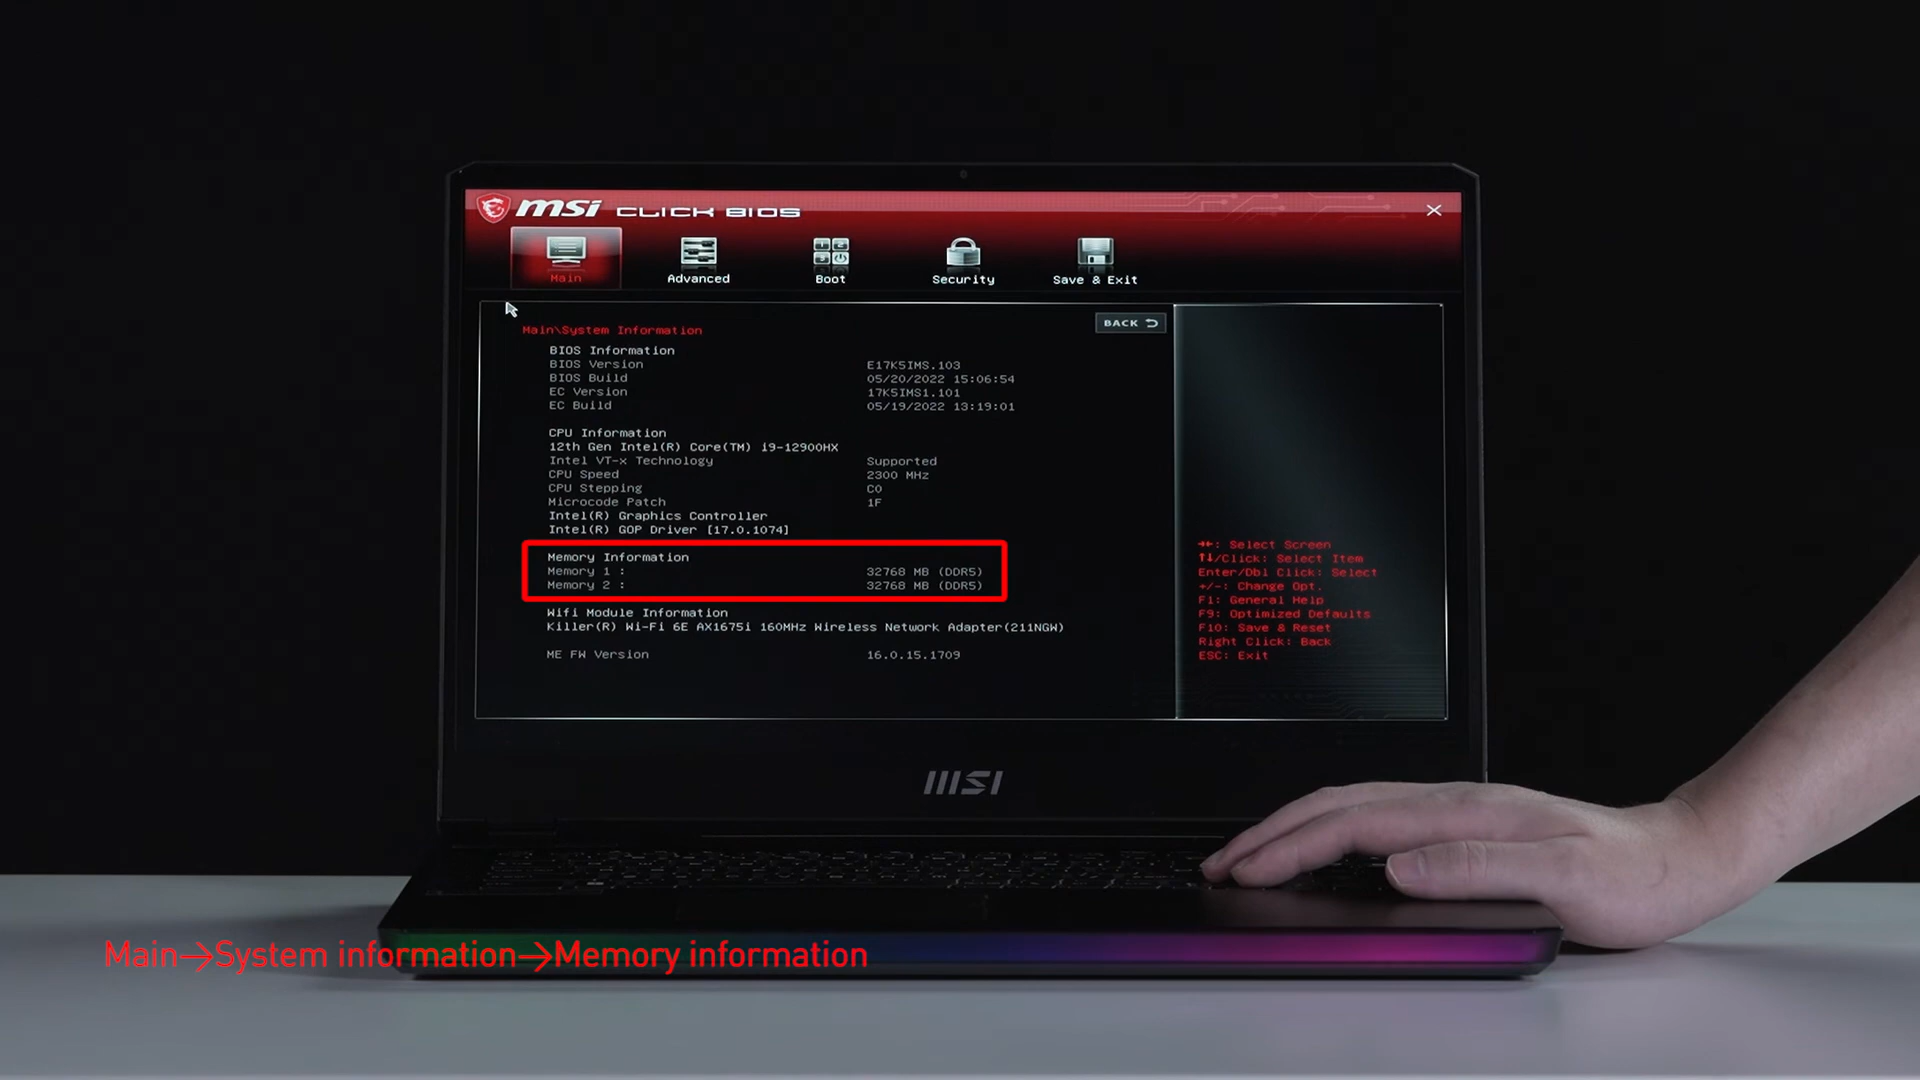 msi CLICK BIOS
Main
Advanced
Boot
Security
Save & Exit
Main\System Information
BACK
BIOS Information
BIOS Version E17K5IMS.103
BIOS Build 05/20/2022 15:06:54
EC Version 17K5IMS1.101
EC Build 05/19/2022 13:19:01
CPU Information
12th Gen Intel(R) Core(TM) i9-12900HX
Intel VT-x Technology Supported
CPU Speed 2300 MHz
CPU Stepping C0
Microcode Patch 1F
Intel(R) Graphics Controller
Intel(R) GOP Driver [17.0.1074]
Memory Information
Memory 1 : 32768 MB (DDR5)
Memory 2 : 32768 MB (DDR5)
Wifi Module Information
Killer(R) Wi-Fi 6E AX1675i 160MHz Wireless Network Adapter(211NGW)
ME FW Version 16.0.15.1709
→←: Select Screen
↑↓/Click: Select Item
Enter/Dbl Click: Select
+/-: Change Opt.
F1: General Help
F9: Optimized Defaults
F10: Save & Reset
Right Click: Back
ESC: Exit
msi
Main→System information→Memory information